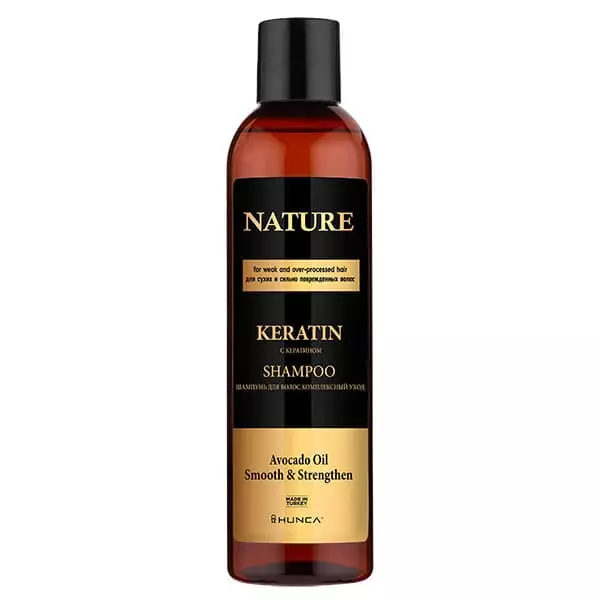 NATURE
for weak and over-processed hair
для сухих и сильно поврежденных волос
KERATIN
С КЕРАТИНОМ
SHAMPOO
ШАМПУНЬ ДЛЯ ВОЛОС КОМПЛЕКСНЫЙ УХОД
Avocado Oil
Smooth & Strengthen
MADE IN
TURKEY
HUNCA